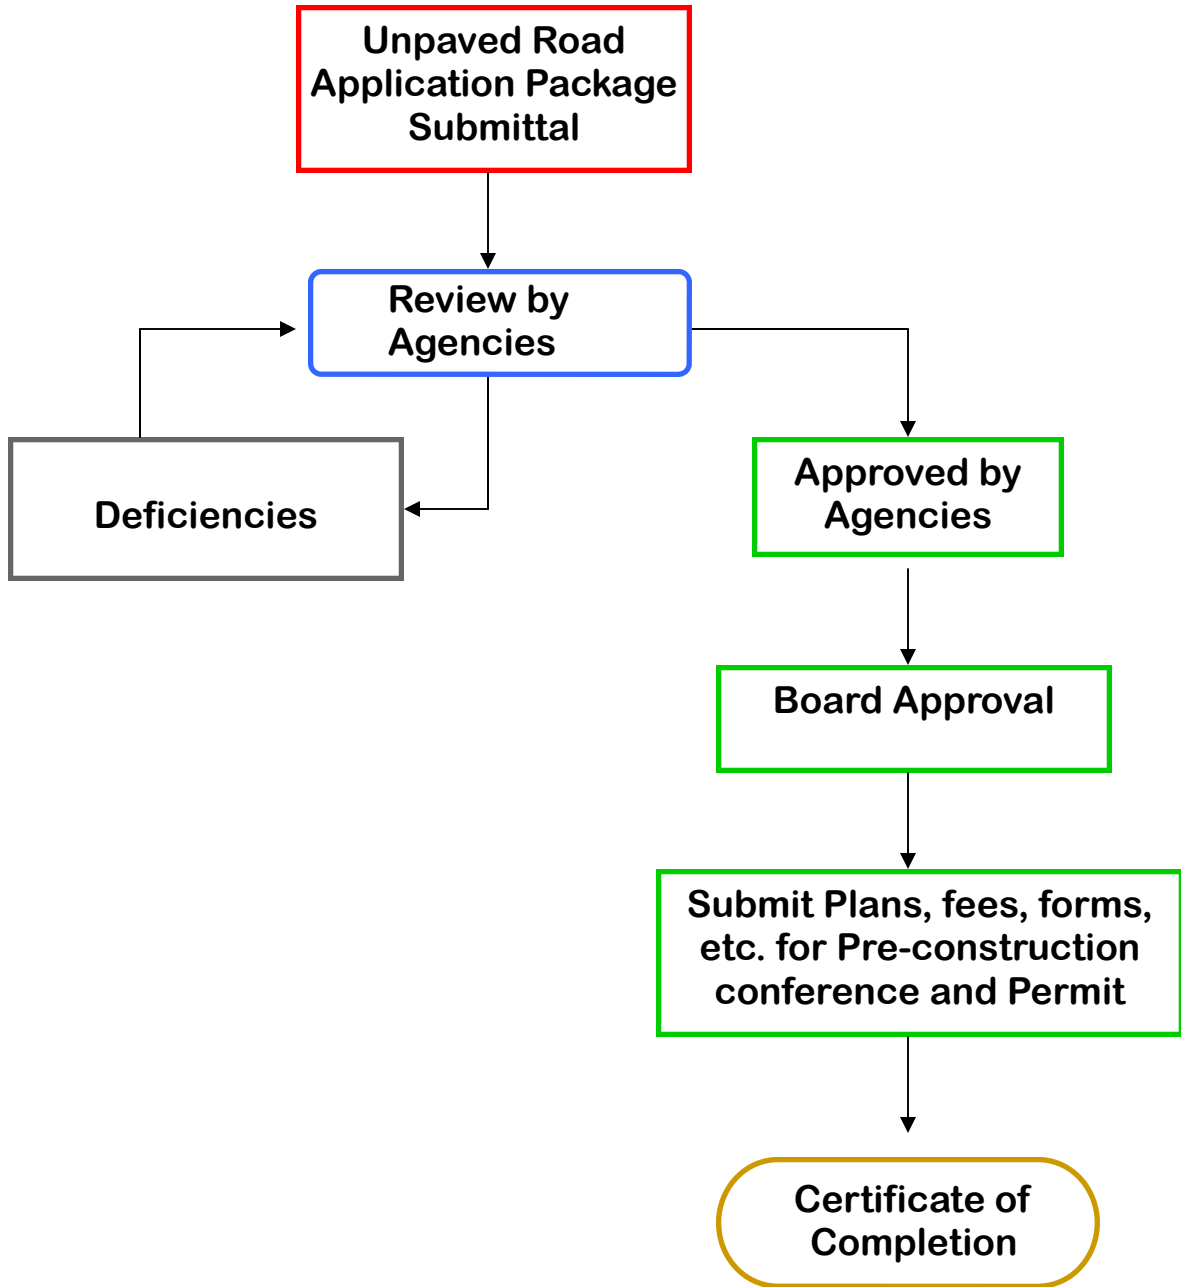 Unpaved Road
Application Package
Submittal
Review by
Agencies
Deficiencies
Approved by
Agencies
Board Approval
Submit Plans, fees, forms,
etc. for Pre-construction
conference and Permit
Certificate of
Completion